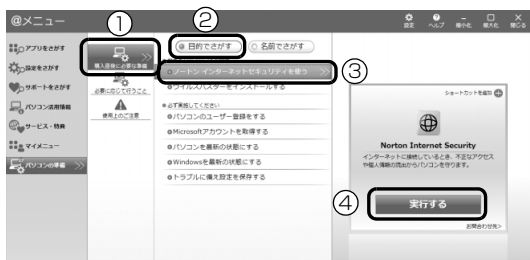 @メニュー
設定
ヘルプ
最小化
最大化
閉じる
①
②
アプリをさがす
設定をさがす
サポートをさがす
パソコン活用情報
サービス・特典
マイメニュー
パソコンの準備
購入直後に必要な準備
必要に応じて行うこと
使用上のご注意
目的でさがす
名前でさがす
③
ノートン インターネットセキュリティを使う
ウイルスバスターをインストールする
必ず実施してください
パソコンのユーザー登録をする
Microsoftアカウントを取得する
パソコンを最新の状態にする
Windowsを最新の状態にする
トラブルに備え設定を保存する
ショートカットを追加
Norton Internet Security
インターネットに接続しているとき、不正なアクセス
や個人情報の流出からパソコンを守ります。
④
実行する
お問合わせ先>